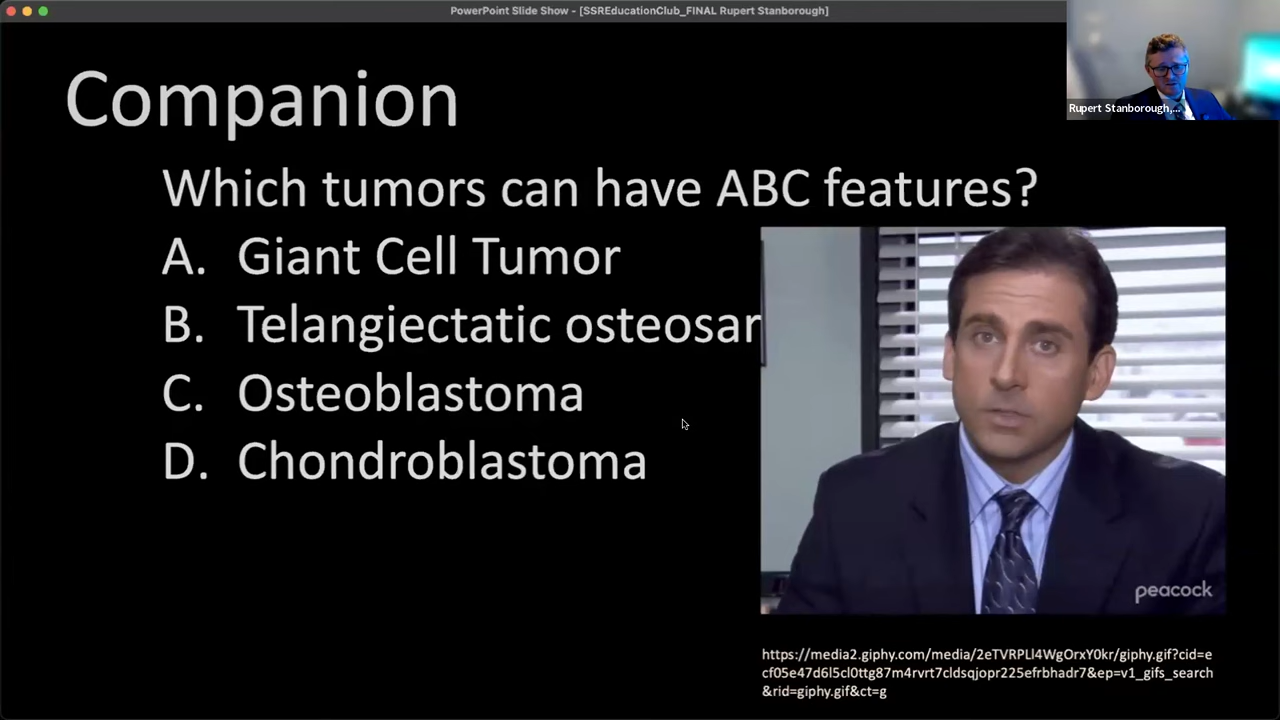 PowerPoint Slide Show - [SSREducationClub_FINAL Rupert Stanborough]
Rupert Stanborough,...
Companion
Which tumors can have ABC features?
A. Giant Cell Tumor
B. Telangiectatic osteosar
C. Osteoblastoma
D. Chondroblastoma
peacock
https://media2.giphy.com/media/2eTVRPLl4WgOrxY0kr/giphy.gif?cid=e
cf05e47d6l5cl0ttg87m4rvrt7cldsqjopr225efrbhadr7&ep=v1_gifs_search
&rid=giphy.gif&ct=g